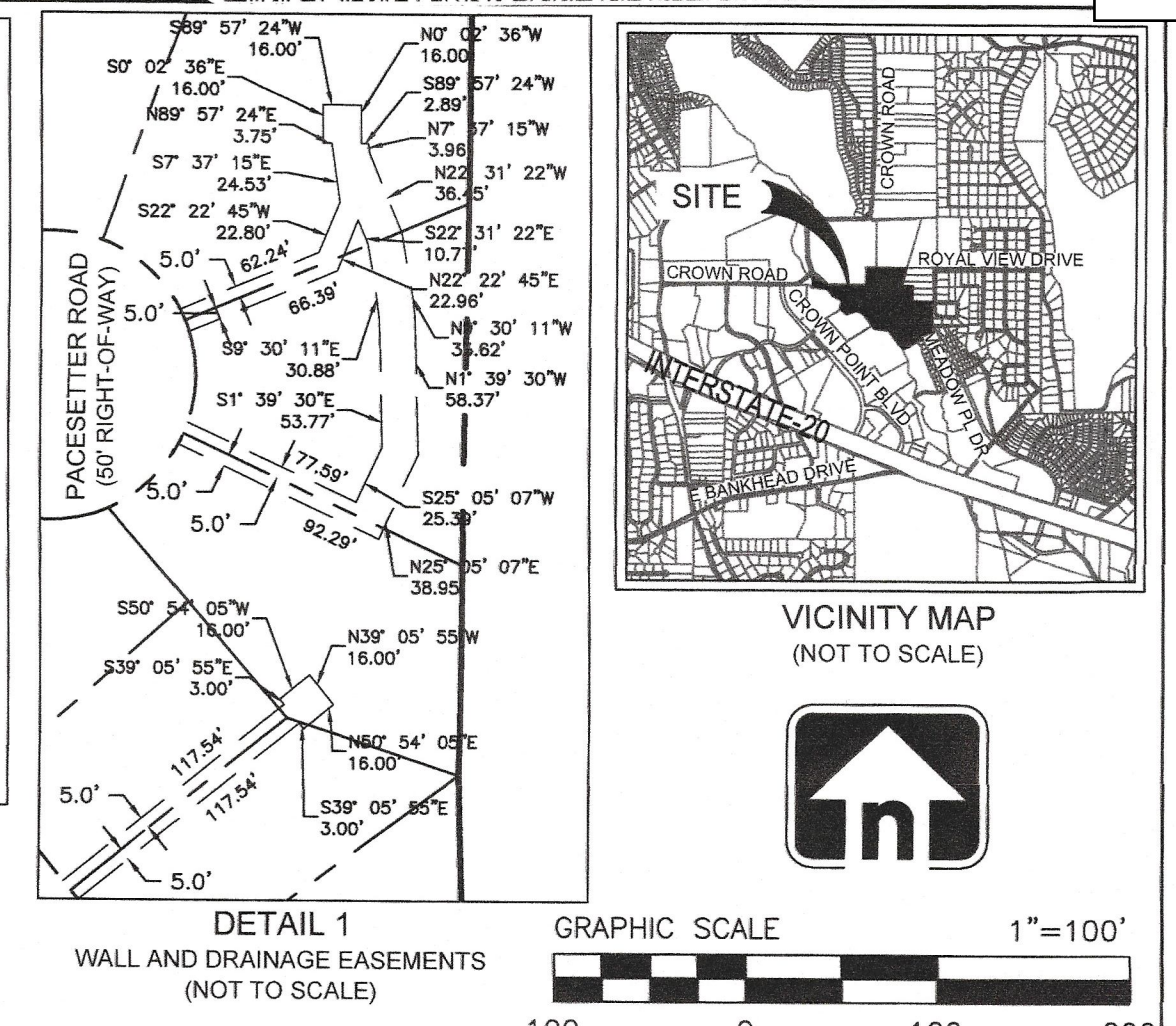 S89° 57' 24"W
16.00'
N0° 02' 36"W
16.00
S0° 02' 36"E
16.00'
S89° 57' 24"W
2.89'
N89° 57' 24"E
3.75'
N7° 37' 15"W
3.96
S7° 37' 15"E
24.53'
N22 31' 22"W
36.45'
S22° 22' 45"W
22.80'
S22° 31' 22"E
10.77'
5.0'
62.24'
66.39'
5.0'
N22° 22' 45"E
22.96'
S9° 30' 11"E
30.88'
30' 11"W
N1° 39' 30"W
58.37'
S1° 39' 30"E
53.77'
PACESETTER ROAD
(50' RIGHT-OF-WAY)
77.59'
5.0'
5.0'
92.29'
S25° 05' 07"W
25.39'
N25° 05' 07"E
38.95
S50° 54' 05"W
16.00'
N39° 05' 55"W
16.00'
S39° 05' 55"E
3.00'
N50° 54' 05"E
16.00'
117.54'
117.54'
S39° 05' 55"E
3.00'
5.0'
5.0'
DETAIL 1
WALL AND DRAINAGE EASEMENTS
(NOT TO SCALE)
CROWN ROAD
SITE
CROWN ROAD
ROYAL VIEW DRIVE
CROWN POINT BLVD
MEADOW PL DR
INTERSTATE-20
E BANKHEAD DRIVE
VICINITY MAP
(NOT TO SCALE)
n
GRAPHIC SCALE 1"=100'
100 0 100 200